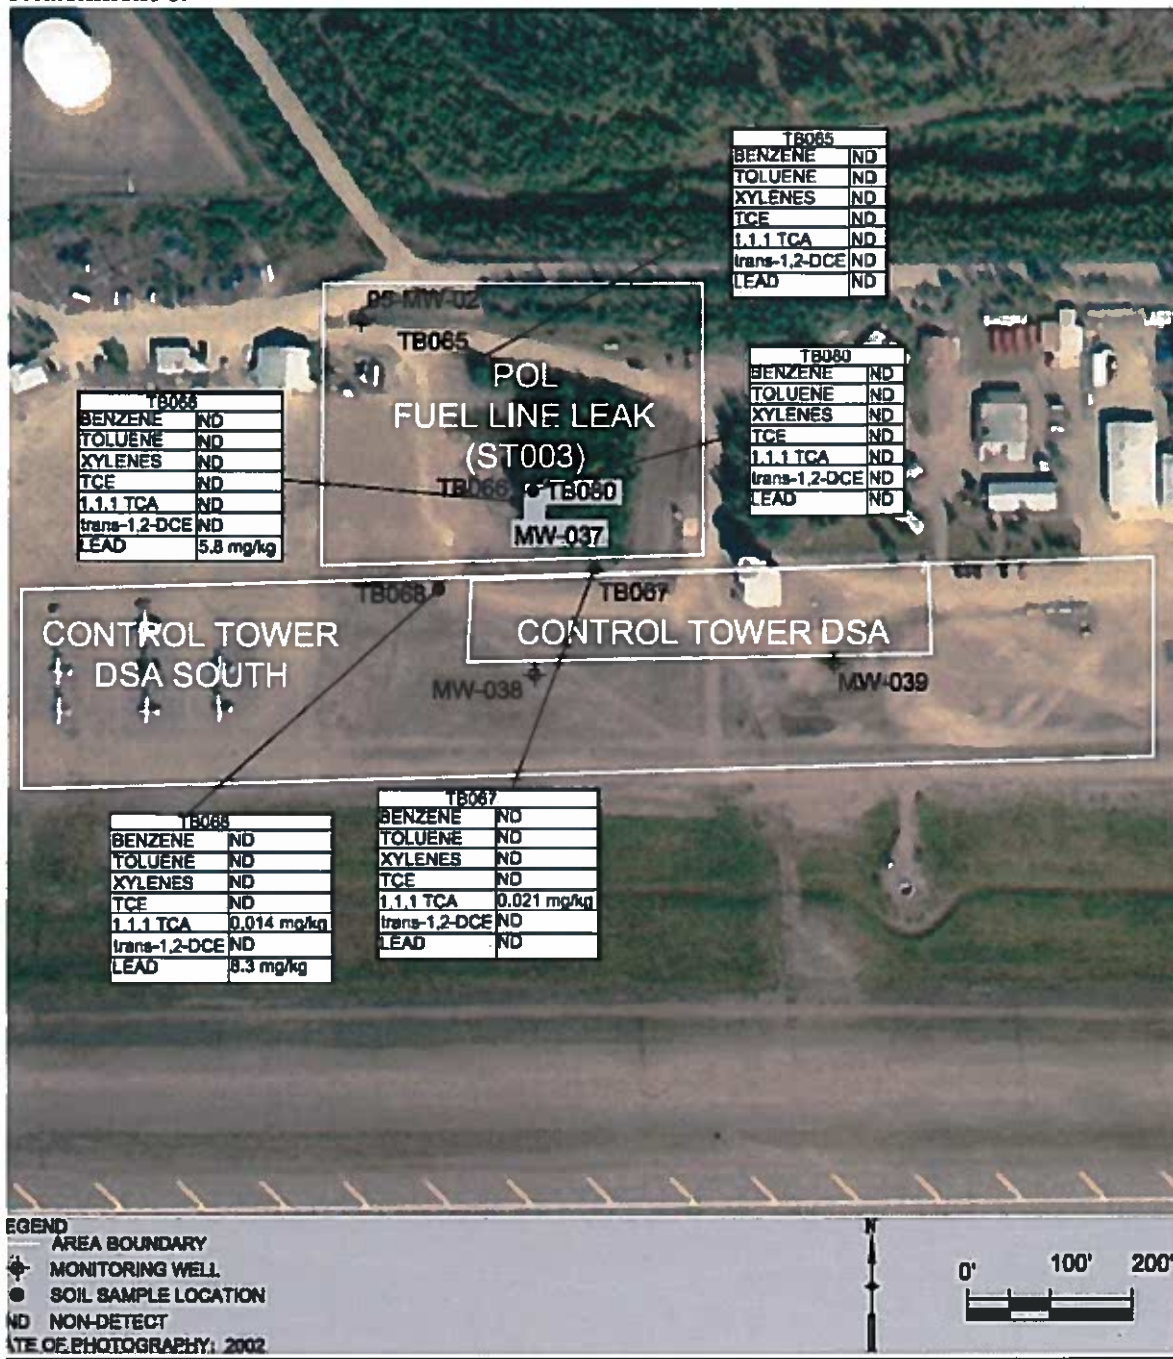 TB065
BENZENE ND
TOLUENE ND
XYLENES ND
TCE ND
1,1,1 TCA ND
trans-1,2-DCE ND
LEAD ND
05-MW-02
TB065
POL
FUEL LINE LEAK
(ST003)
TB066
TB080
MW-037
TB080
BENZENE ND
TOLUENE ND
XYLENES ND
TCE ND
1,1,1 TCA ND
trans-1,2-DCE ND
LEAD ND
TB066
BENZENE ND
TOLUENE ND
XYLENES ND
TCE ND
1,1,1 TCA ND
trans-1,2-DCE ND
LEAD 5.8 mg/kg
TB068
TB067
CONTROL TOWER
DSA SOUTH
CONTROL TOWER DSA
MW-038
MW-039
TB068
BENZENE ND
TOLUENE ND
XYLENES ND
TCE ND
1,1,1 TCA 0.014 mg/kg
trans-1,2-DCE ND
LEAD 8.3 mg/kg
TB067
BENZENE ND
TOLUENE ND
XYLENES ND
TCE ND
1,1,1 TCA 0.021 mg/kg
trans-1,2-DCE ND
LEAD ND
EGEND
AREA BOUNDARY
MONITORING WELL
SOIL SAMPLE LOCATION
ND NON-DETECT
ATE OF PHOTOGRAPHY: 2002
N
0' 100' 200'